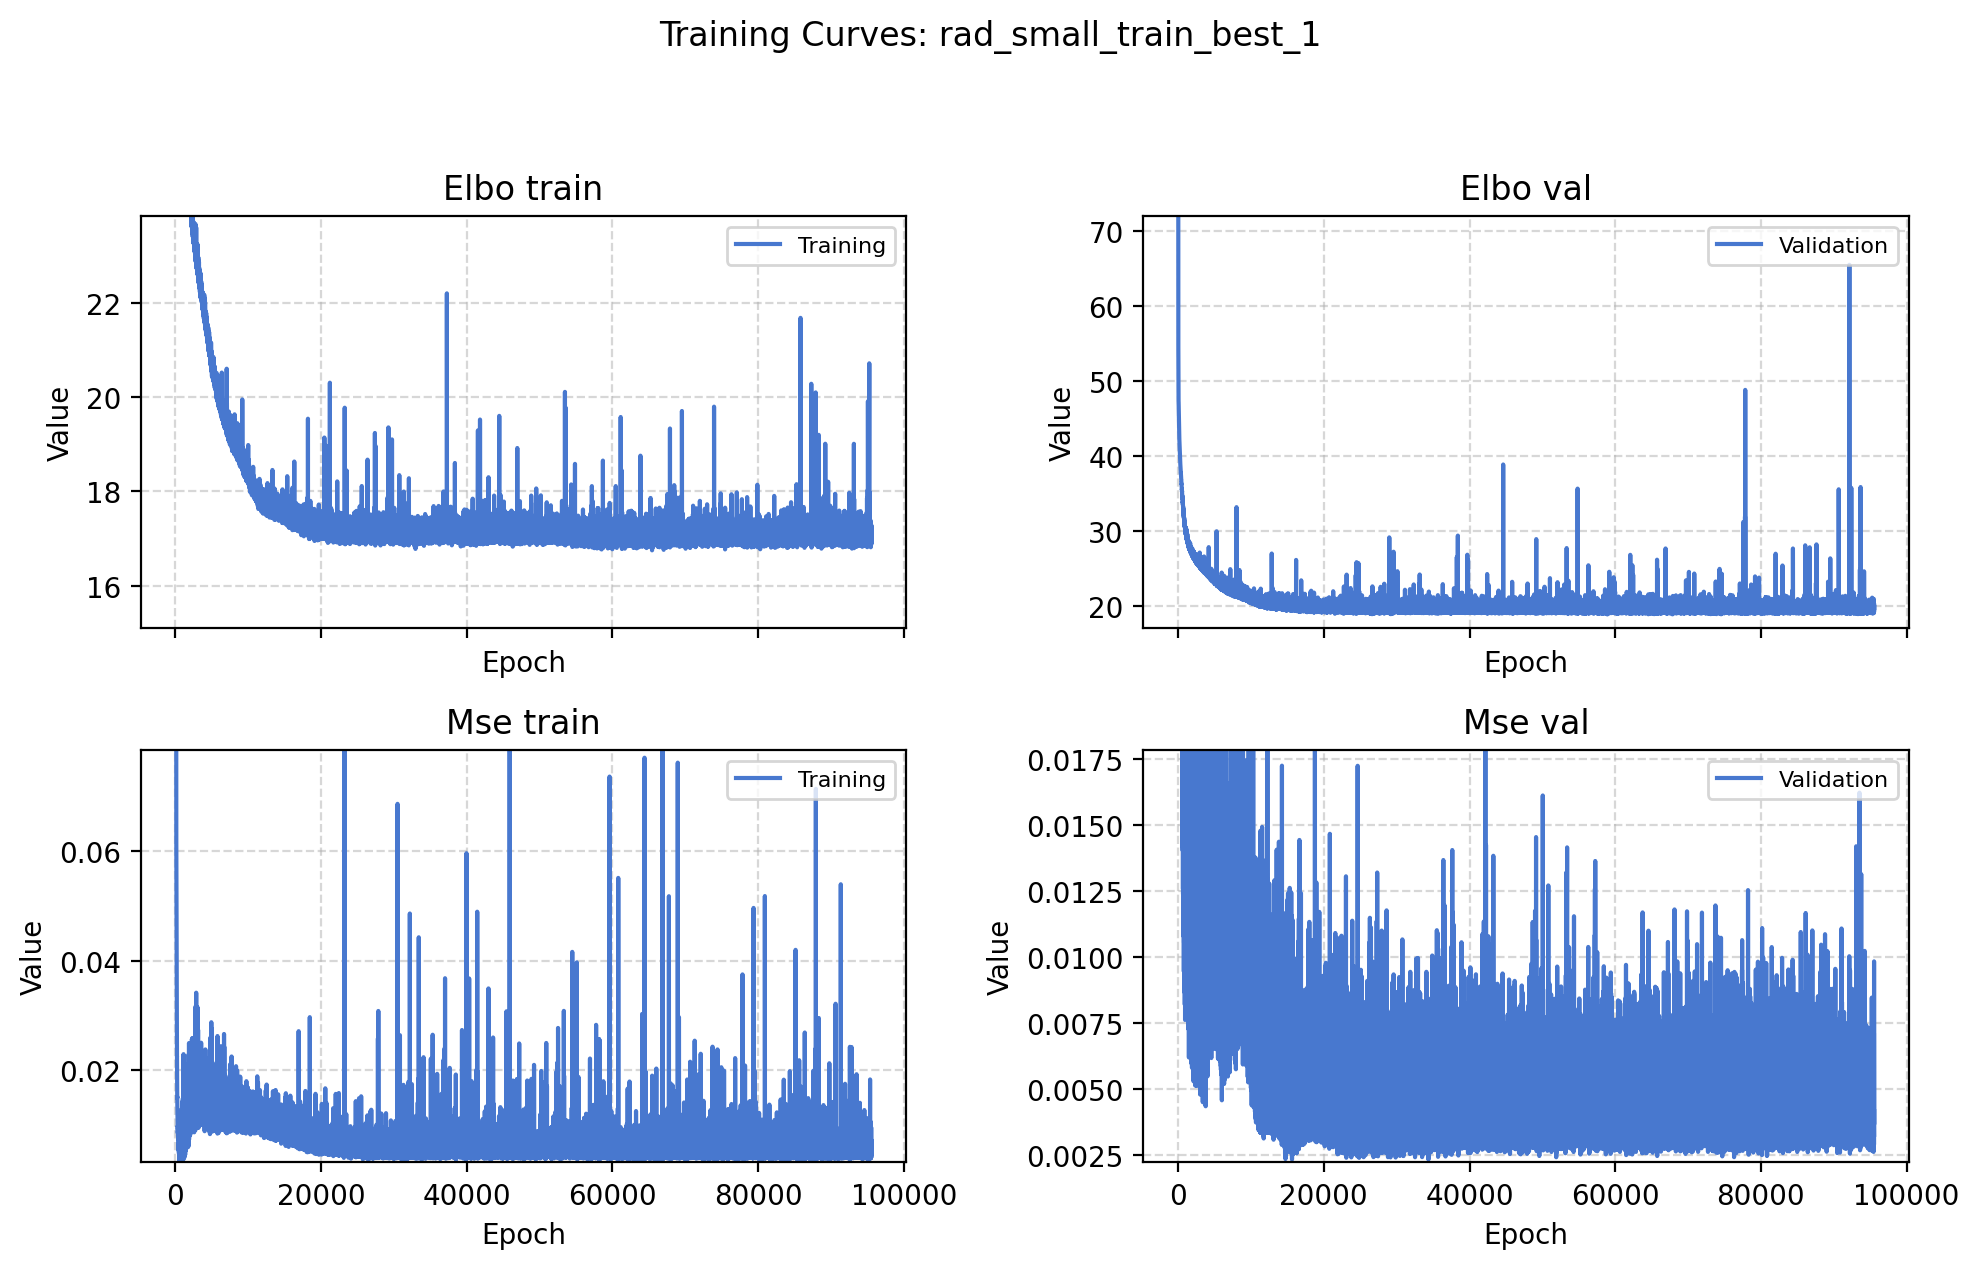 Training Curves: rad_small_train_best_1
Elbo train
Elbo val
Training
Validation
22
20
18
16
Value
Epoch
70
60
50
40
30
20
Value
Epoch
Mse train
Mse val
Training
Validation
0.06
0.04
0.02
Value
0 20000 40000 60000 80000 100000
Epoch
0.0175
0.0150
0.0125
0.0100
0.0075
0.0050
0.0025
Value
0 20000 40000 60000 80000 100000
Epoch